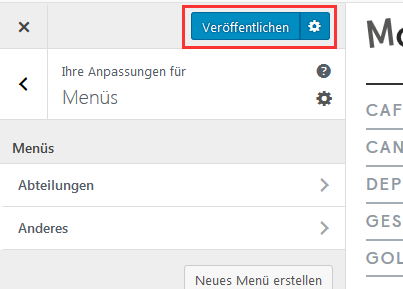 Veröffentlichen
Ihre Anpassungen für
Menüs
Menüs
Abteilungen
Anderes
Neues Menü erstellen
Mo
CAF
CAN
DEP
GES
GOL